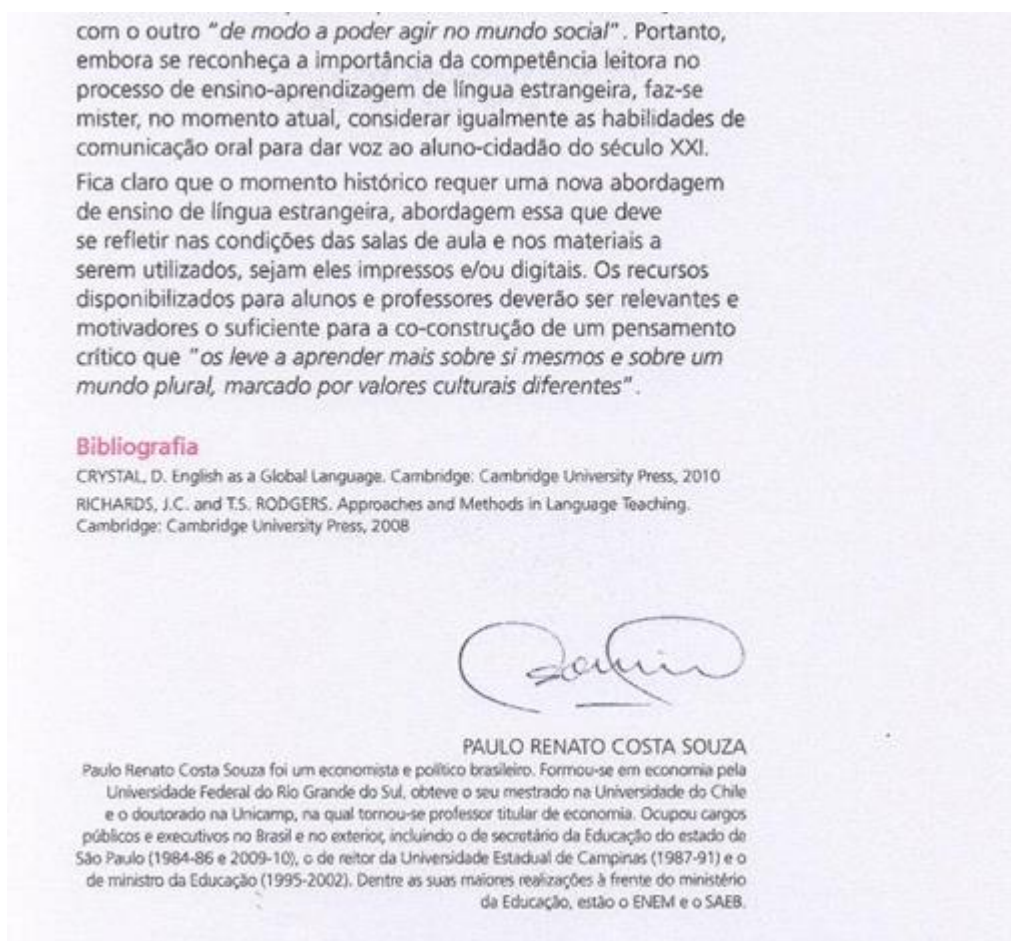 com o outro "de modo a poder agir no mundo social". Portanto,
embora se reconheça a importância da competência leitora no
processo de ensino-aprendizagem de língua estrangeira, faz-se
mister, no momento atual, considerar igualmente as habilidades de
comunicação oral para dar voz ao aluno-cidadão do século XXI.
Fica claro que o momento histórico requer uma nova abordagem
de ensino de língua estrangeira, abordagem essa que deve
se refletir nas condições das salas de aula e nos materiais a
serem utilizados, sejam eles impressos e/ou digitais. Os recursos
disponibilizados para alunos e professores deverão ser relevantes e
motivadores o suficiente para a co-construção de um pensamento
crítico que "os leve a aprender mais sobre si mesmos e sobre um
mundo plural, marcado por valores culturais diferentes".
Bibliografia
CRYSTAL, D. English as a Global Language. Cambridge: Cambridge University Press, 2010
RICHARDS, J.C. and T.S. RODGERS. Approaches and Methods in Language Teaching.
Cambridge: Cambridge University Press, 2008
PAULO RENATO COSTA SOUZA
Paulo Renato Costa Souza foi um economista e político brasileiro. Formou-se em economia pela
Universidade Federal do Rio Grande do Sul, obteve o seu mestrado na Universidade do Chile
e o doutorado na Unicamp, na qual tornou-se professor titular de economia. Ocupou cargos
públicos e executivos no Brasil e no exterior, incluindo o de secretário da Educação do estado de
São Paulo (1984-86 e 2009-10), o de reitor da Universidade Estadual de Campinas (1987-91) e o
de ministro da Educação (1995-2002). Dentre as suas maiores realizações à frente do ministério
da Educação, estão o ENEM e o SAEB.